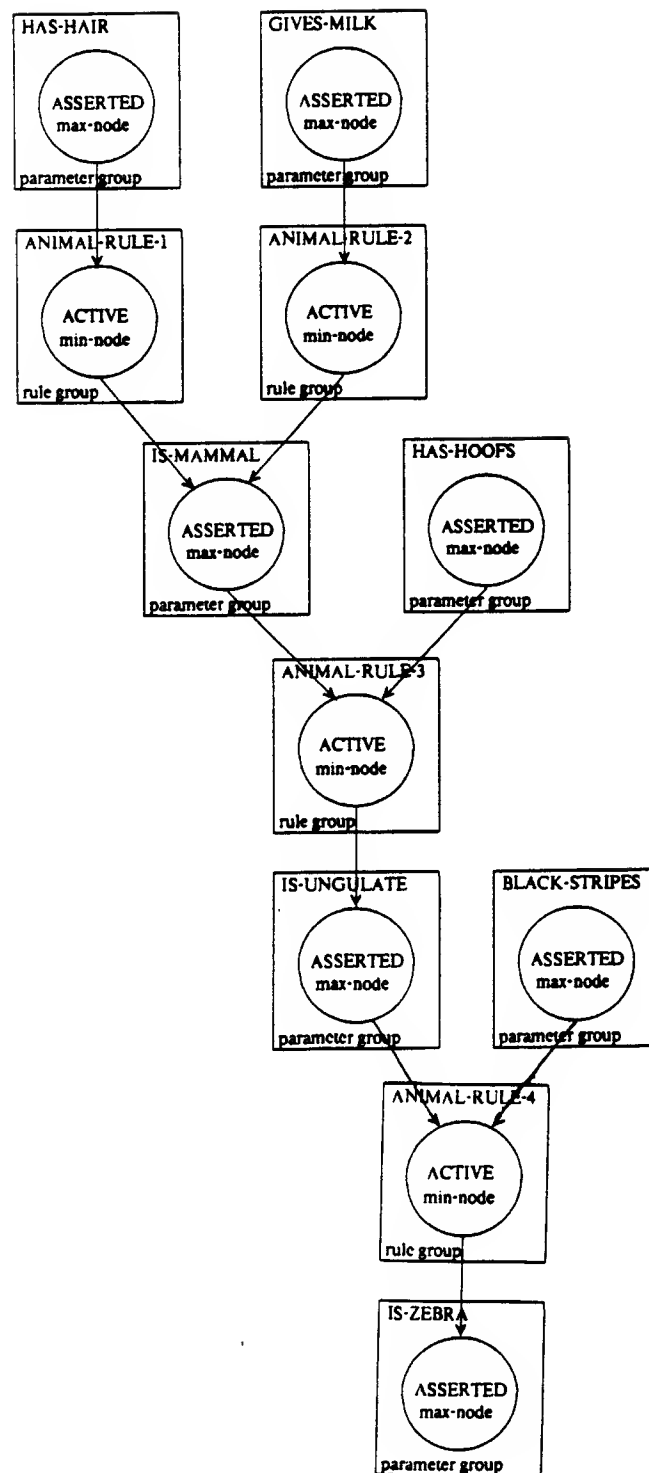 HAS-HAIR
ASSERTED
max-node
parameter group
GIVES-MILK
ASSERTED
max-node
parameter group
ANIMAL-RULE-1
ACTIVE
min-node
rule group
ANIMAL-RULE-2
ACTIVE
min-node
rule group
IS-MAMMAL
ASSERTED
max-node
parameter group
HAS-HOOFS
ASSERTED
max-node
parameter group
ANIMAL-RULE-3
ACTIVE
min-node
rule group
IS-UNGULATE
ASSERTED
max-node
parameter group
BLACK-STRIPES
ASSERTED
max-node
parameter group
ANIMAL-RULE-4
ACTIVE
min-node
rule group
IS-ZEBRA
ASSERTED
max-node
parameter group